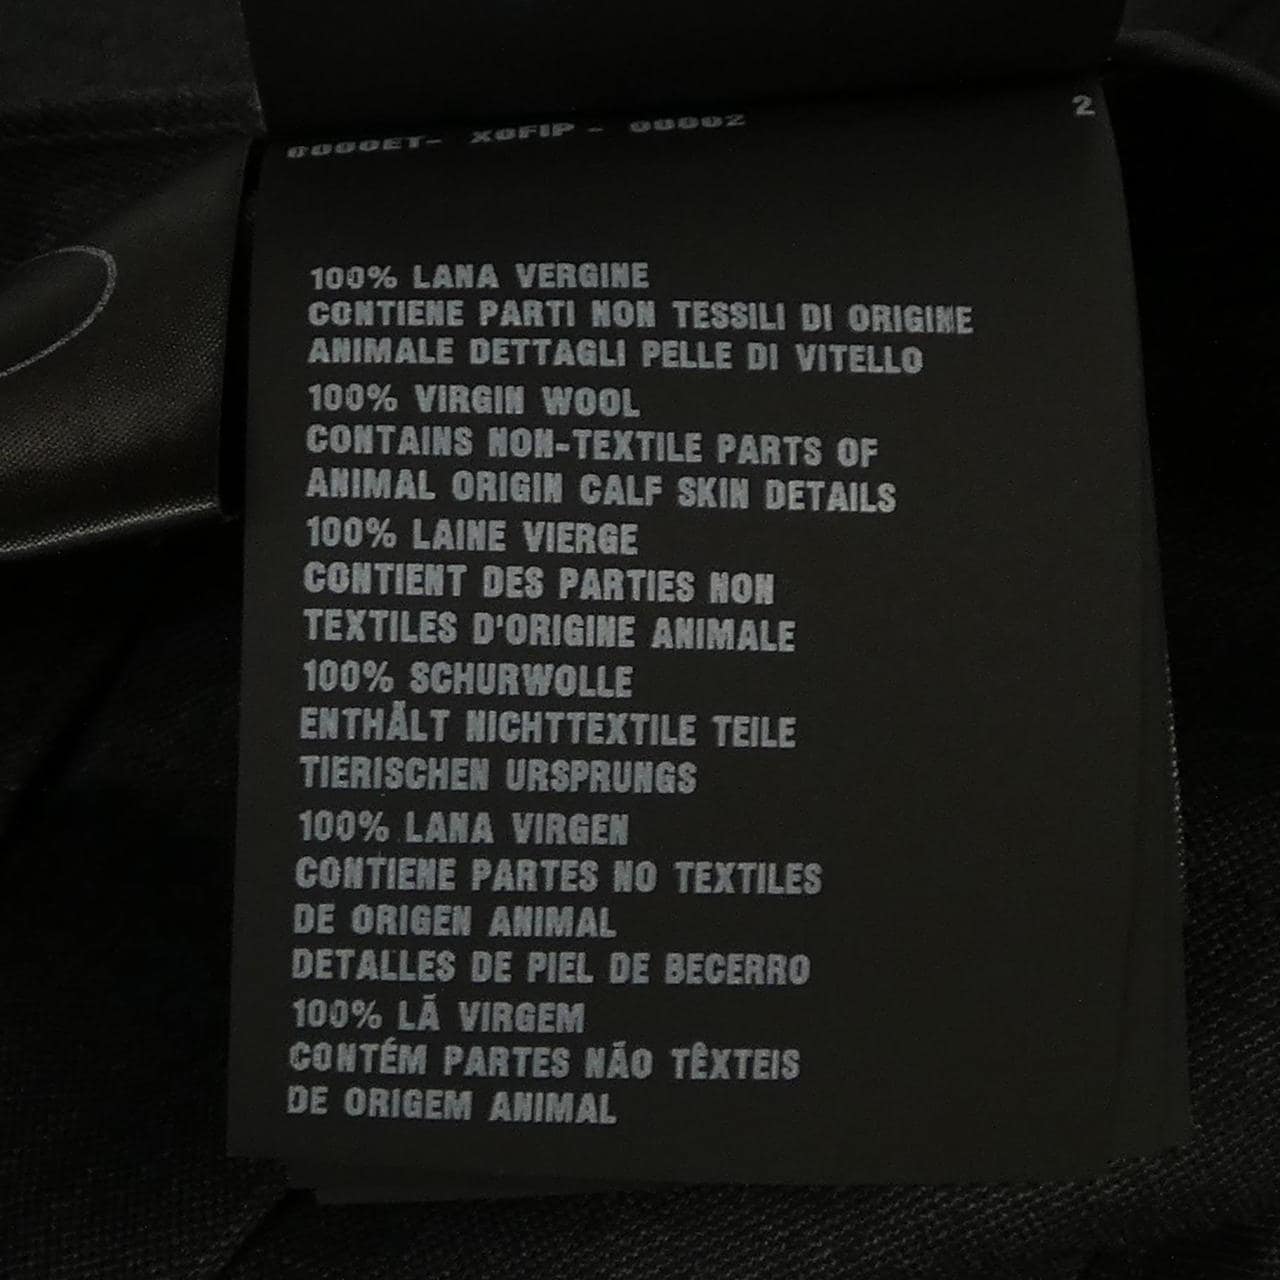 2
100% LANA VERGINE
CONTIENE PARTI NON TESSILI DI ORIGINE
ANIMALE DETTAGLI PELLE DI VITELLO
100% VIRGIN WOOL
CONTAINS NON-TEXTILE PARTS OF
ANIMAL ORIGIN CALF SKIN DETAILS
100% LAINE VIERGE
CONTIENT DES PARTIES NON
TEXTILES D'ORIGINE ANIMALE
100% SCHURWOLLE
ENTHÄLT NICHTTEXTILE TEILE
TIERISCHEN URSPRUNGS
100% LANA VIRGEN
CONTIENE PARTES NO TEXTILES
DE ORIGEN ANIMAL
DETALLES DE PIEL DE BECERRO
100% LÃ VIRGEM
CONTÉM PARTES NÃO TÊXTEIS
DE ORIGEM ANIMAL